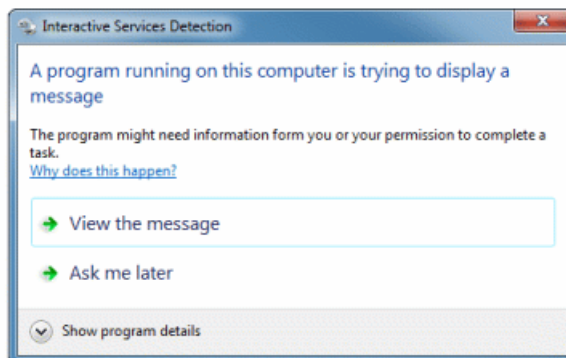 Interactive Services Detection
A program running on this computer is trying to display a
message
The program might need information form you or your permission to complete a
task.
Why does this happen?
View the message
Ask me later
Show program details